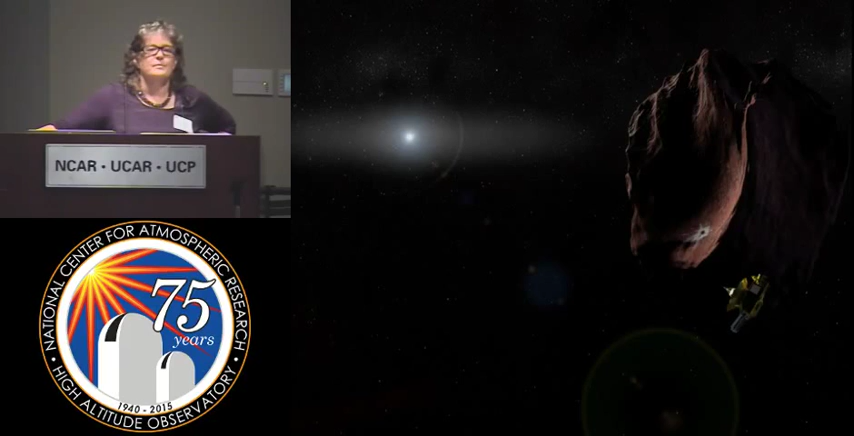 NCAR • UCAR • UCP
• NATIONAL CENTER FOR ATMOSPHERIC RESEARCH •
75
years
1940 - 2015
HIGH ALTITUDE OBSERVATORY